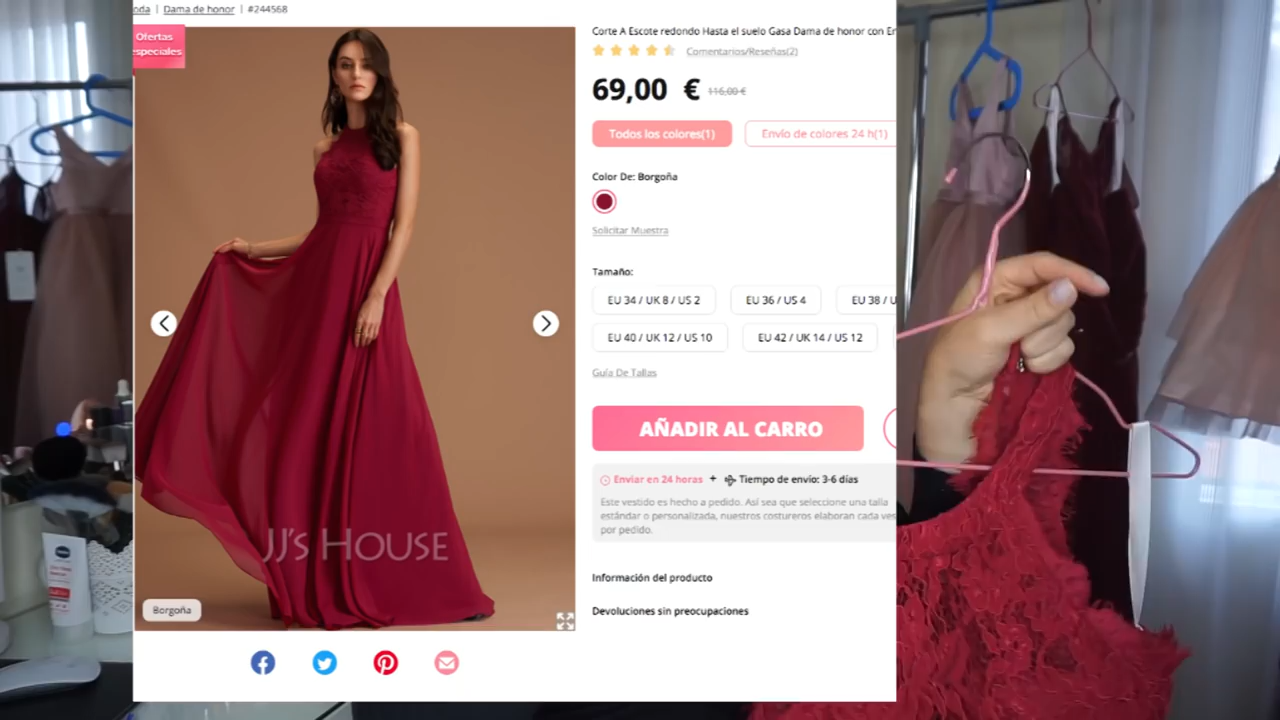 Dama de honor | #244568
Ofertas
especiales
Corte A Escote redondo Hasta el suelo Gasa Dama de honor con
Comentarios/Reseñas(2)
69,00 € 116,00 €
Todos los colores(1)
Envío de colores 24 h(1)
Color De: Borgoña
Solicitar Muestra
Tamaño:
EU 34 / UK 8 / US 2
EU 36 / US 4
EU 38 /
EU 40 / UK 12 / US 10
EU 42 / UK 14 / US 12
Guía De Tallas
AÑADIR AL CARRO
Enviar en 24 horas + Tiempo de envío: 3-6 días
Este vestido es hecho a pedido. Así sea que seleccione una talla
estándar o personalizada, nuestros costureros elaboran cada
por pedido.
JJ's HOUSE
Borgoña
Información del producto
Devoluciones sin preocupaciones